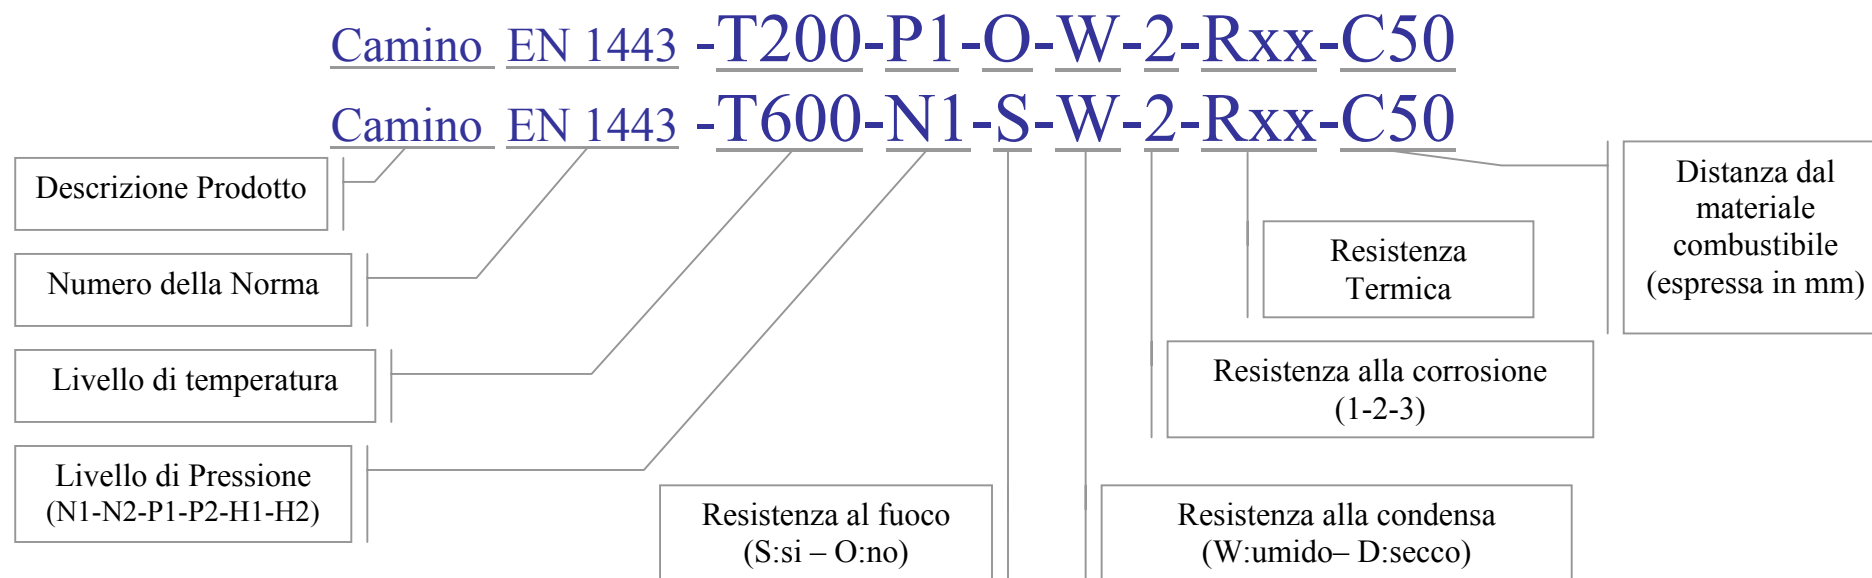 Camino EN 1443 -T200-P1-O-W-2-Rxx-C50
Camino EN 1443 -T600-N1-S-W-2-Rxx-C50
Descrizione Prodotto
Numero della Norma
Livello di temperatura
Livello di Pressione
(N1-N2-P1-P2-H1-H2)
Resistenza al fuoco
(S:si – O:no)
Resistenza alla condensa
(W:umido– D:secco)
Resistenza alla corrosione
(1-2-3)
Resistenza
Termica
Distanza dal
materiale
combustibile
(espressa in mm)